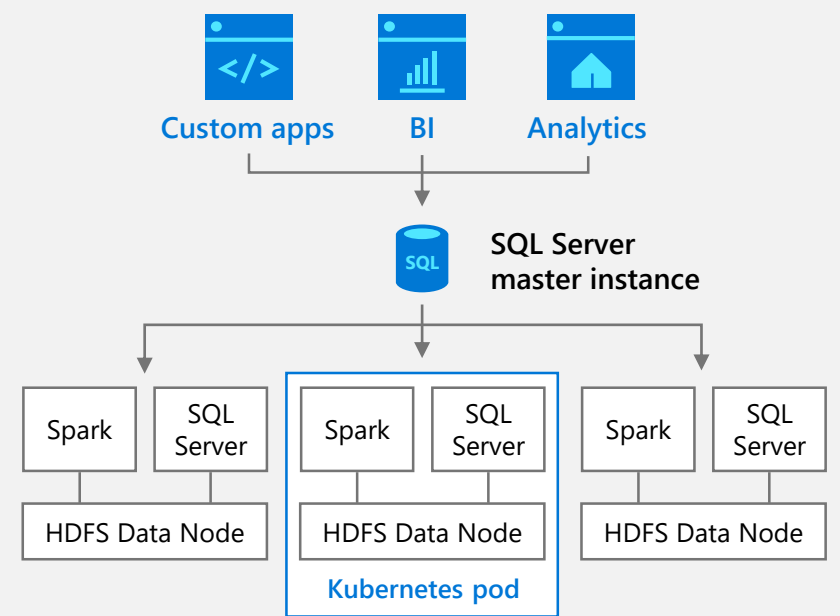 </>
Custom apps
BI
Analytics
SQL
SQL Server
master instance
Spark
SQL
Server
HDFS Data Node
Spark
SQL
Server
HDFS Data Node
Kubernetes pod
Spark
SQL
Server
HDFS Data Node